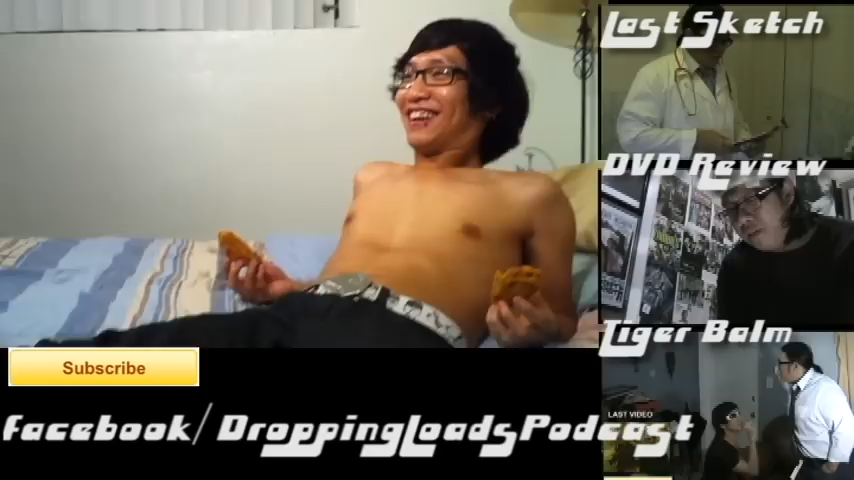 Last Sketch
DVD Review
Tiger Balm
Subscribe
LAST VIDEO
facebook/DroppingLoadsPodcast